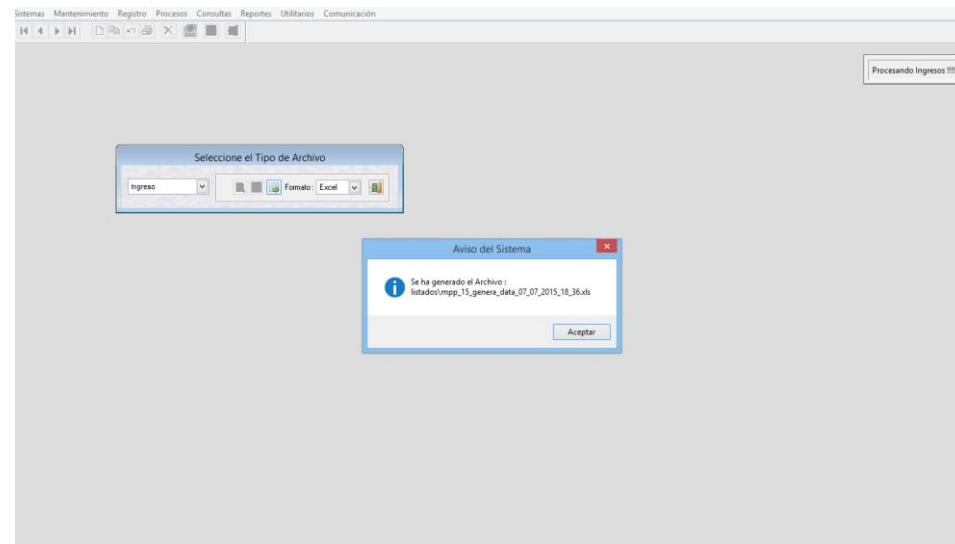 Sistemas Mantenimiento Registro Procesos Consultas Reportes Utilitarios Comunicación
Procesando Ingresos !!!!
Seleccione el Tipo de Archivo
Ingreso Formato : Excel
Aviso del Sistema
Se ha generado el Archivo :
listados\mpp_15_genera_data_07_07_2015_18_36.xls
Aceptar